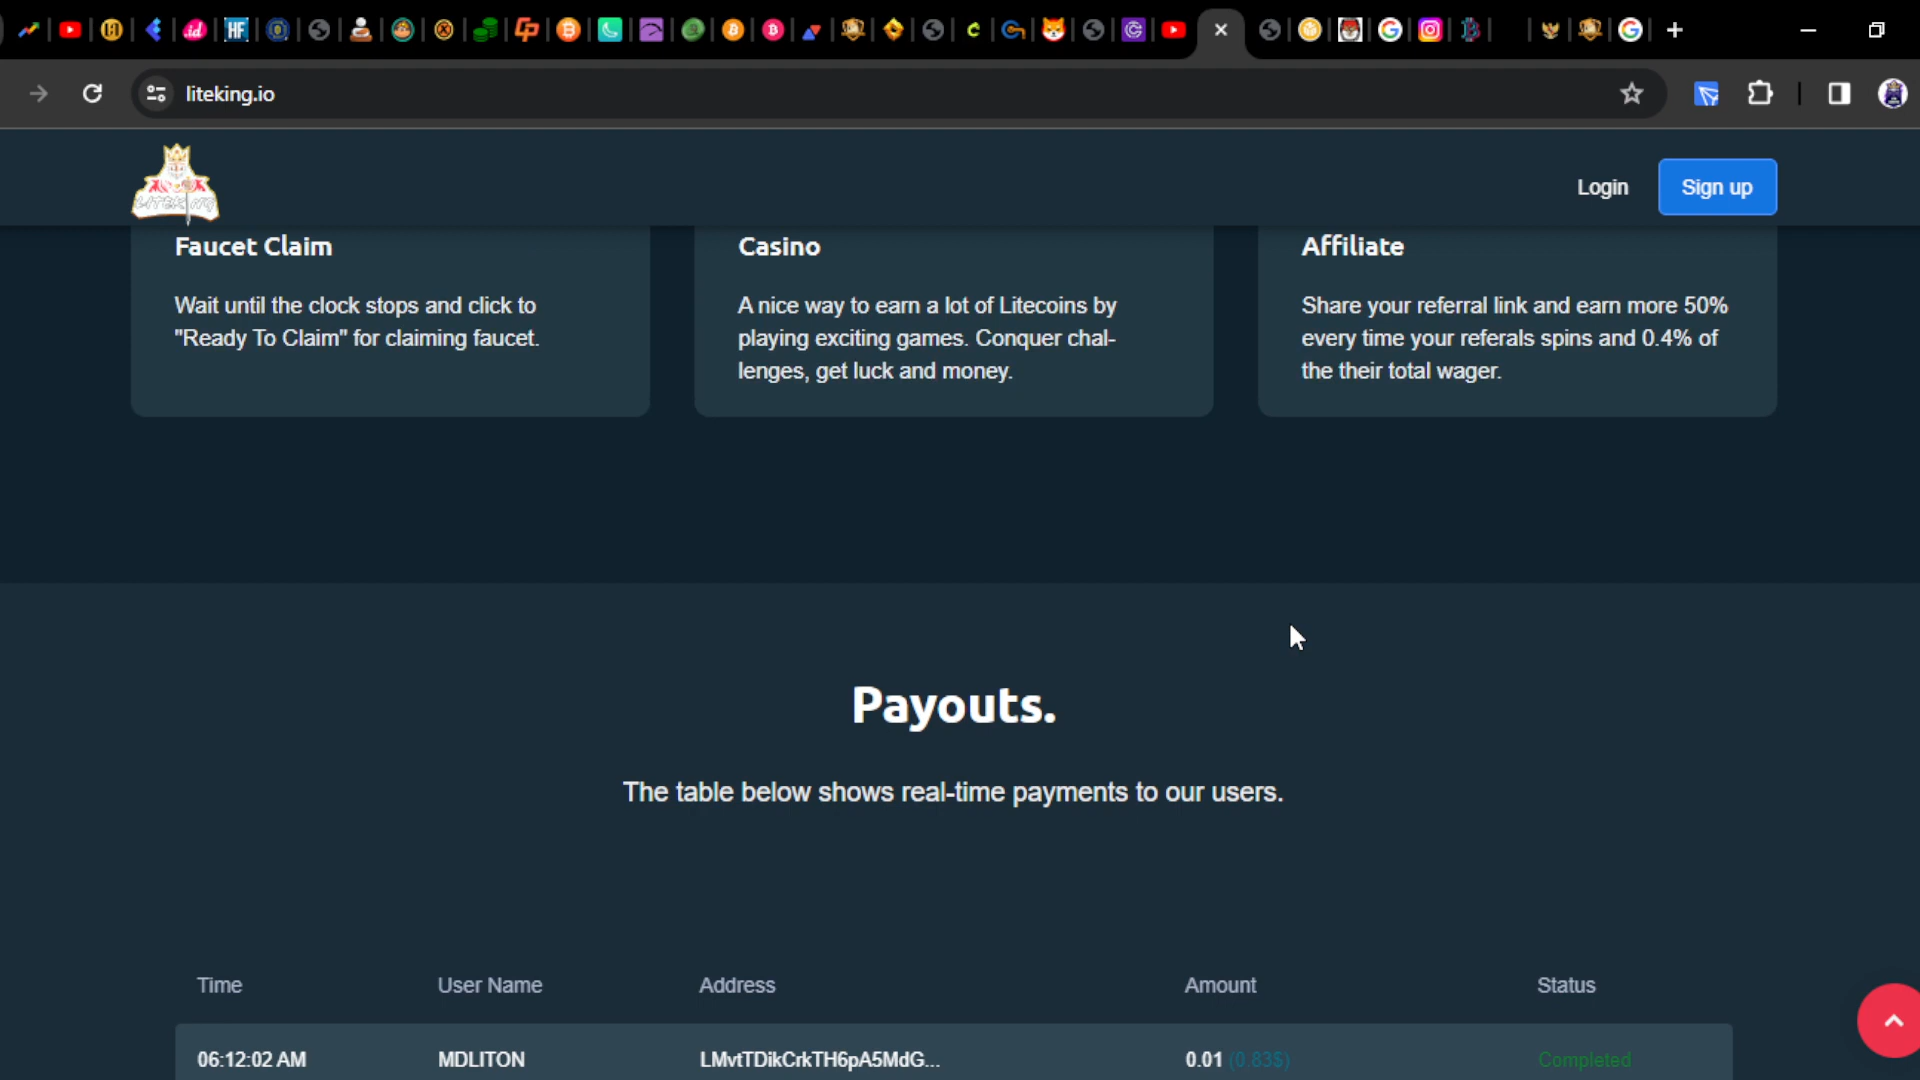 liteking.io
LITEKING
Login
Sign up
Faucet Claim
Wait until the clock stops and click to
"Ready To Claim" for claiming faucet.
Casino
A nice way to earn a lot of Litecoins by
playing exciting games. Conquer chal-
lenges, get luck and money.
Affiliate
Share your referral link and earn more 50%
every time your referals spins and 0.4% of
the their total wager.
Payouts.
The table below shows real-time payments to our users.
Time User Name Address Amount Status
06:12:02 AM MDLITON LMvtTDikCrkTH6pA5MdG... 0.01 (0.83$) Completed